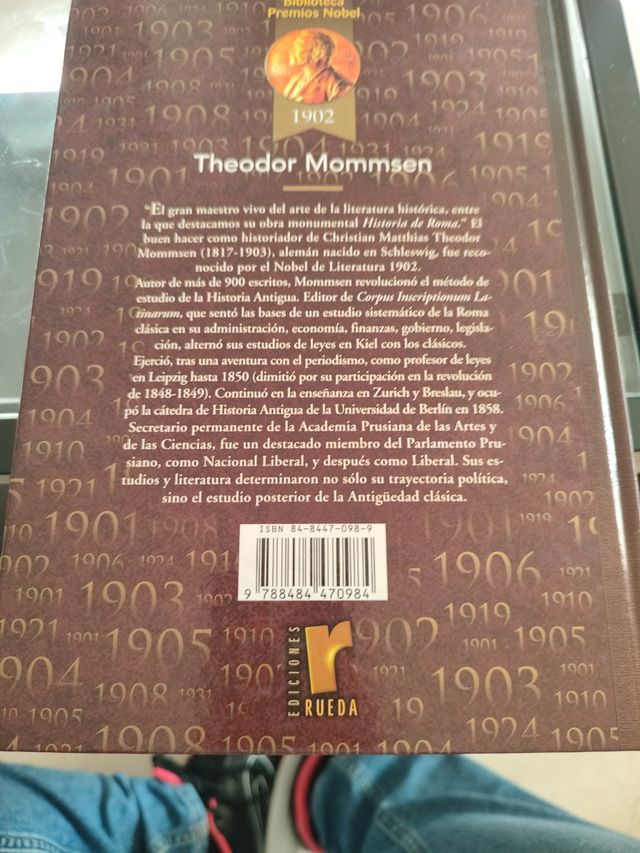 Biblioteca
Premios Nobel
1902
Theodor Mommsen
"El gran maestro vivo del arte de la literatura histórica, entre
la que destacamos su obra monumental Historia de Roma." El
buen hacer como historiador de Christian Matthias Theodor
Mommsen (1817-1903), alemán nacido en Schleswig, fue reco-
nocido por el Nobel de Literatura 1902.
Autor de más de 900 escritos, Mommsen revolucionó el método de
estudio de la Historia Antigua. Editor de Corpus Inscriptionum La-
tinarum, que sentó las bases de un estudio sistemático de la Roma
clásica en su administración, economía, finanzas, gobierno, legisla-
ción, alternó sus estudios de leyes en Kiel con los clásicos.
Ejerció, tras una aventura con el periodismo, como profesor de leyes
en Leipzig hasta 1850 (dimitió por su participación en la revolución
de 1848-1849). Continuó en la enseñanza en Zurich y Breslau, y ocu-
pó la cátedra de Historia Antigua de la Universidad de Berlín en 1858.
Secretario permanente de la Academia Prusiana de las Artes y
de las Ciencias, fue un destacado miembro del Parlamento Pru-
siano, como Nacional Liberal, y después como Liberal. Sus es-
tudios y literatura determinaron no sólo su trayectoria política,
sino el estudio posterior de la Antigüedad clásica.
ISBN 84-8447-098-9
9 788484 470984
EDICIONES
r
RUEDA